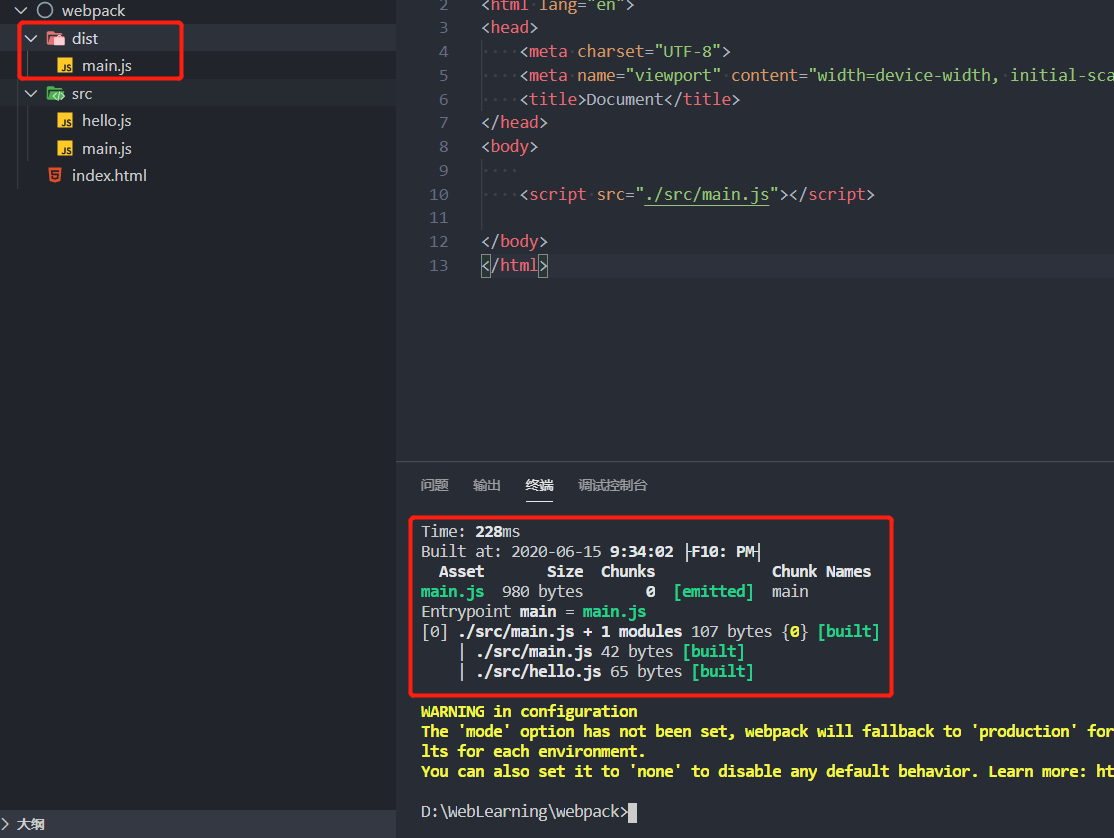 webpack
dist
main.js
src
hello.js
main.js
index.html
大纲
2 <html lang="en">
3 <head>
4 <meta charset="UTF-8">
5 <meta name="viewport" content="width=device-width, initial-sca
6 <title>Document</title>
7 </head>
8 <body>
9
10 <script src="./src/main.js"></script>
11
12 </body>
13 </html>
问题 输出 终端 调试控制台
Time: 228ms
Built at: 2020-06-15 9:34:02 ├F10: PM┤
Asset Size Chunks Chunk Names
main.js 980 bytes 0 [emitted] main
Entrypoint main = main.js
[0] ./src/main.js + 1 modules 107 bytes {0} [built]
| ./src/main.js 42 bytes [built]
| ./src/hello.js 65 bytes [built]
WARNING in configuration
The 'mode' option has not been set, webpack will fallback to 'production' for
lts for each environment.
You can also set it to 'none' to disable any default behavior. Learn more: ht
D:\WebLearning\webpack>